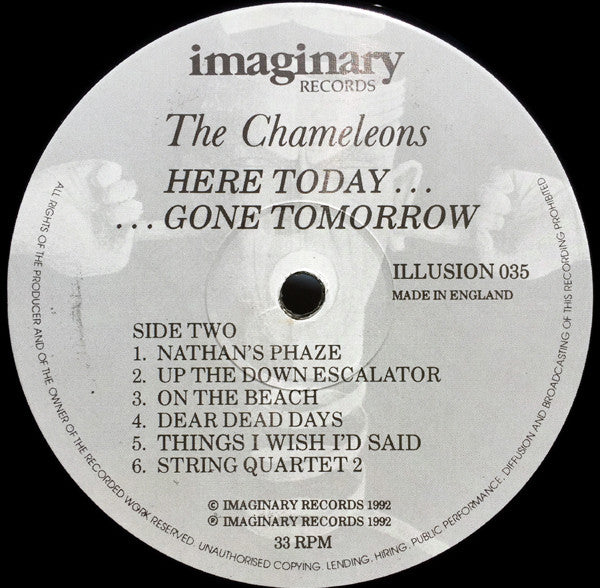 imaginary
RECORDS
The Chameleons
HERE TODAY...
...GONE TOMORROW
ILLUSION 035
MADE IN ENGLAND
SIDE TWO
1. NATHAN'S PHAZE
2. UP THE DOWN ESCALATOR
3. ON THE BEACH
4. DEAR DEAD DAYS
5. THINGS I WISH I'D SAID
6. STRING QUARTET 2
© IMAGINARY RECORDS 1992
℗ IMAGINARY RECORDS 1992
33 RPM
ALL RIGHTS OF THE PRODUCER AND OF THE OWNER OF THE RECORDED WORK RESERVED. UNAUTHORISED COPYING, LENDING, HIRING, PUBLIC PERFORMANCE, DIFFUSION AND BROADCASTING OF THIS RECORDING PROHIBITED